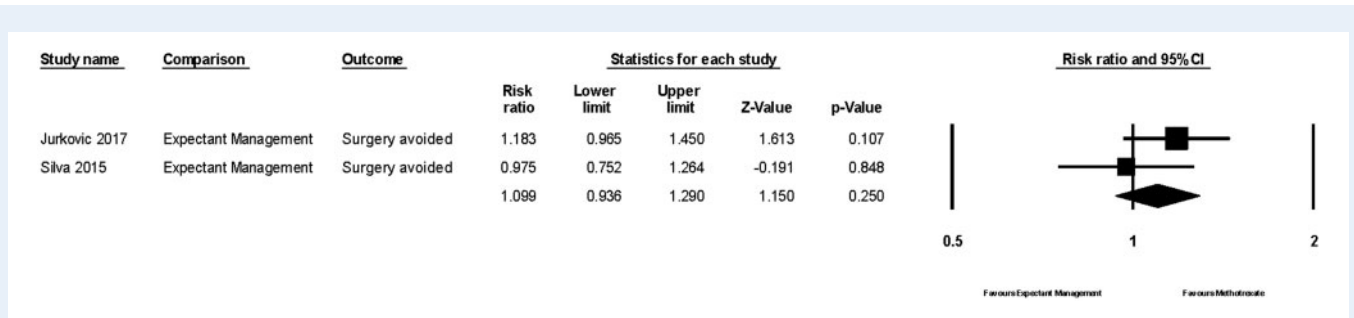 Study name Comparison Outcome Statistics for each study Risk ratio and 95% CI
Risk ratio Lower limit Upper limit Z-Value p-Value
Jurkovic 2017 Expectant Management Surgery avoided 1.183 0.965 1.450 1.613 0.107
Silva 2015 Expectant Management Surgery avoided 0.975 0.752 1.264 -0.191 0.848
1.099 0.936 1.290 1.150 0.250
0.5 1 2
Favours Expectant Management Favours Methotrexate